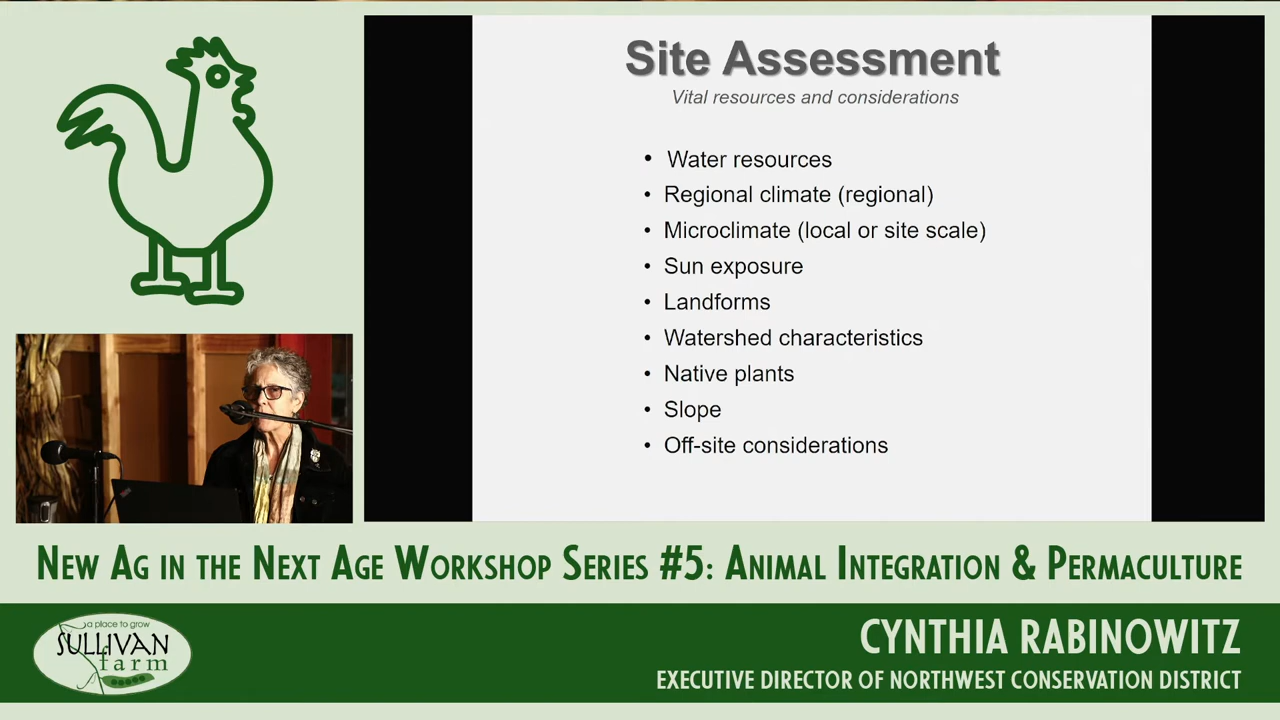 Site Assessment
Vital resources and considerations
• Water resources
• Regional climate (regional)
• Microclimate (local or site scale)
• Sun exposure
• Landforms
• Watershed characteristics
• Native plants
• Slope
• Off-site considerations
New Ag in the Next Age Workshop Series #5: Animal Integration & Permaculture
a place to grow
SULLIVAN
farm
CYNTHIA RABINOWITZ
EXECUTIVE DIRECTOR OF NORTHWEST CONSERVATION DISTRICT